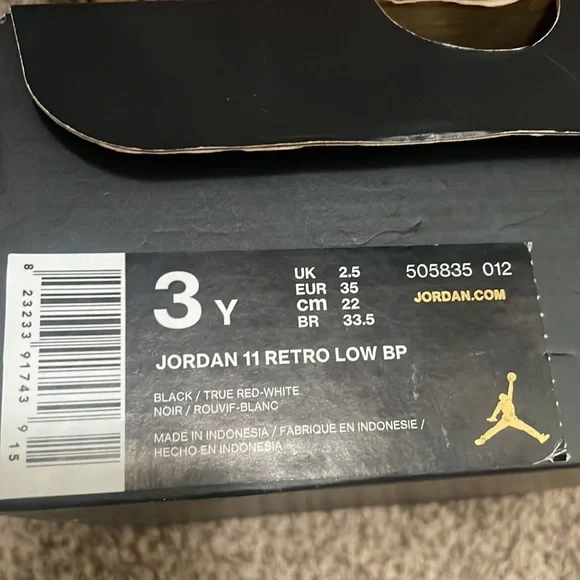 3 Y
UK 2.5
EUR 35
cm 22
BR 33.5
505835 012
JORDAN.COM
JORDAN 11 RETRO LOW BP
BLACK / TRUE RED-WHITE
NOIR / ROUVIF-BLANC
MADE IN INDONESIA / FABRIQUE EN INDONESIE /
HECHO EN INDONESIA
8 23233 91743 9 15